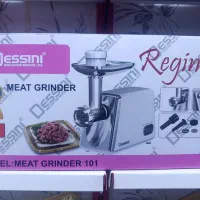 DESSINI
Regin
MEAT GRINDER
EL:MEAT GRINDER 101